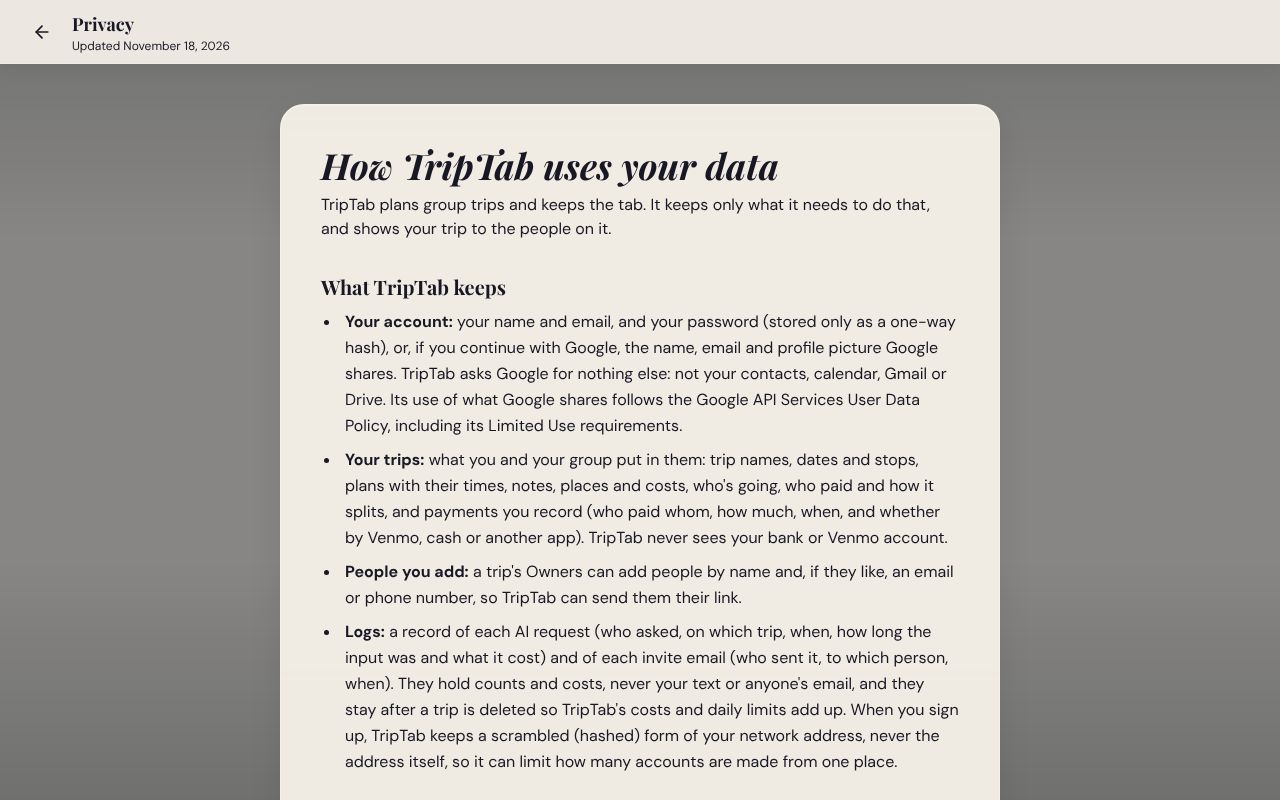 Privacy
Updated November 18, 2026
How TripTab uses your data
TripTab plans group trips and keeps the tab. It keeps only what it needs to do that,
and shows your trip to the people on it.
What TripTab keeps
• Your account: your name and email, and your password (stored only as a one-way
hash), or, if you continue with Google, the name, email and profile picture Google
shares. TripTab asks Google for nothing else: not your contacts, calendar, Gmail or
Drive. Its use of what Google shares follows the Google API Services User Data
Policy, including its Limited Use requirements.
• Your trips: what you and your group put in them: trip names, dates and stops,
plans with their times, notes, places and costs, who's going, who paid and how it
splits, and payments you record (who paid whom, how much, when, and whether
by Venmo, cash or another app). TripTab never sees your bank or Venmo account.
• People you add: a trip's Owners can add people by name and, if they like, an email
or phone number, so TripTab can send them their link.
• Logs: a record of each AI request (who asked, on which trip, when, how long the
input was and what it cost) and of each invite email (who sent it, to which person,
when). They hold counts and costs, never your text or anyone's email, and they
stay after a trip is deleted so TripTab's costs and daily limits add up. When you sign
up, TripTab keeps a scrambled (hashed) form of your network address, never the
address itself, so it can limit how many accounts are made from one place.